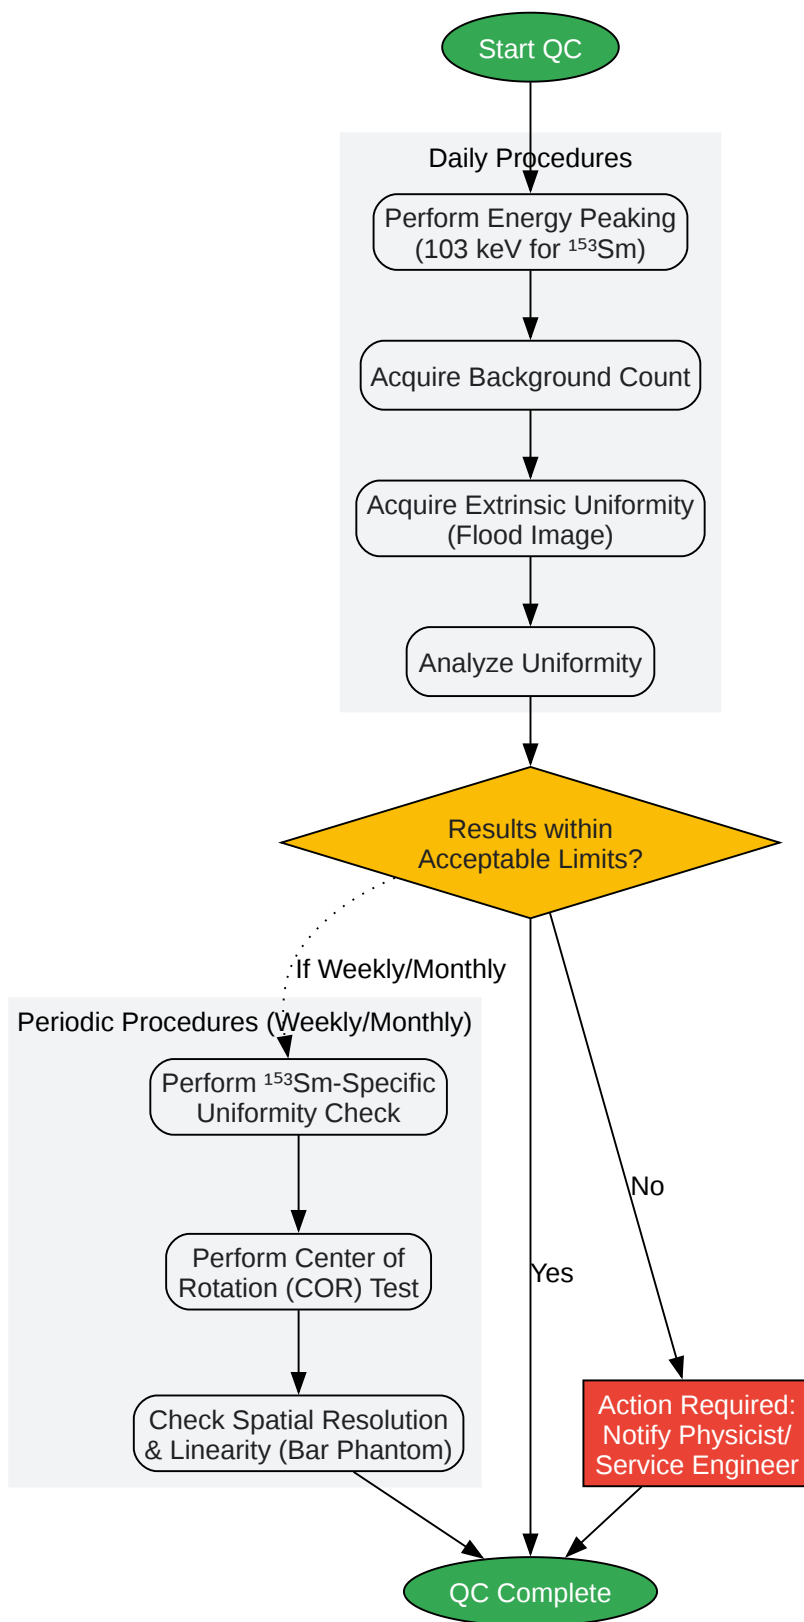 Start QC
Daily Procedures
Perform Energy Peaking
(103 keV for ¹⁵³Sm)
Acquire Background Count
Acquire Extrinsic Uniformity
(Flood Image)
Analyze Uniformity
Results within
Acceptable Limits?
If Weekly/Monthly
Periodic Procedures (Weekly/Monthly)
Perform ¹⁵³Sm-Specific
Uniformity Check
No
Perform Center of
Rotation (COR) Test
Yes
Check Spatial Resolution
& Linearity (Bar Phantom)
Action Required:
Notify Physicist/
Service Engineer
QC Complete